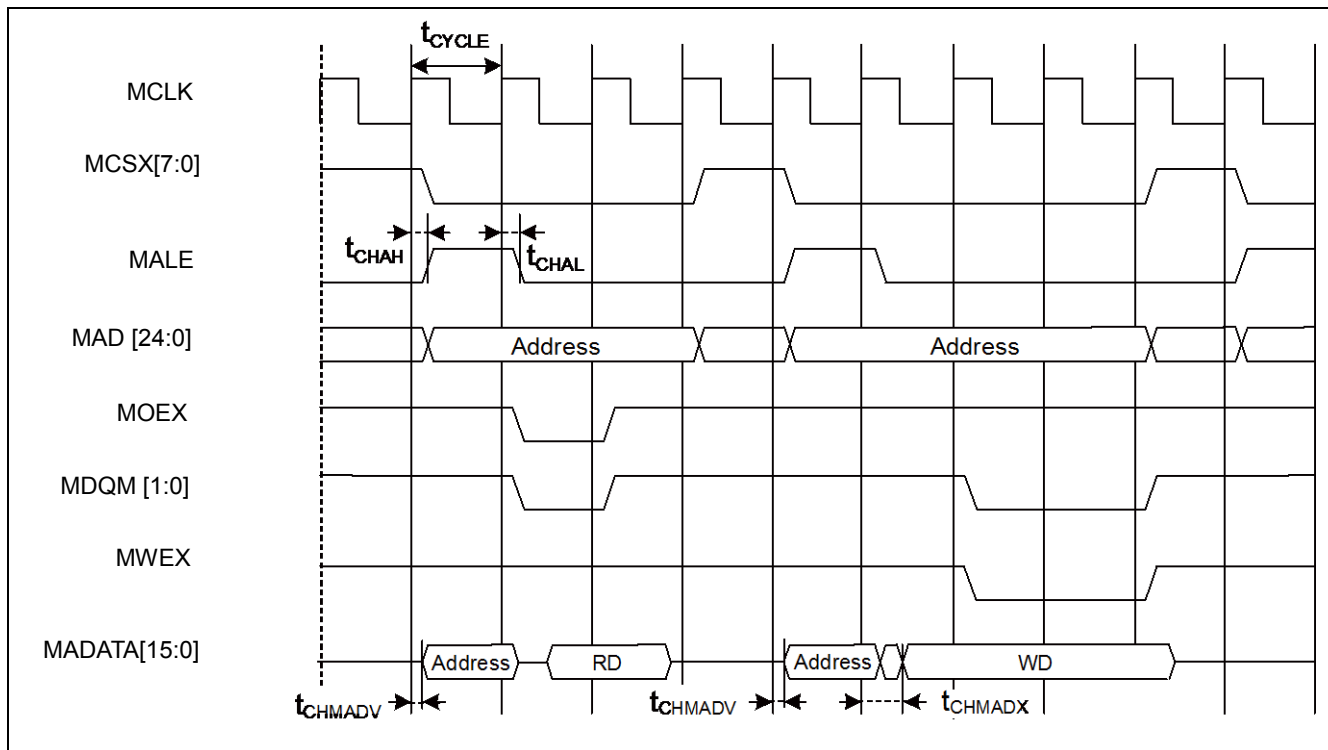 tCYCLE
MCLK
MCSX[7:0]
tCHAH
tCHAL
MALE
MAD [24:0]
Address
Address
MOEX
MDQM [1:0]
MWEX
MADATA[15:0]
Address
RD
Address
WD
tCHMADV
tCHMADV
tCHMADX